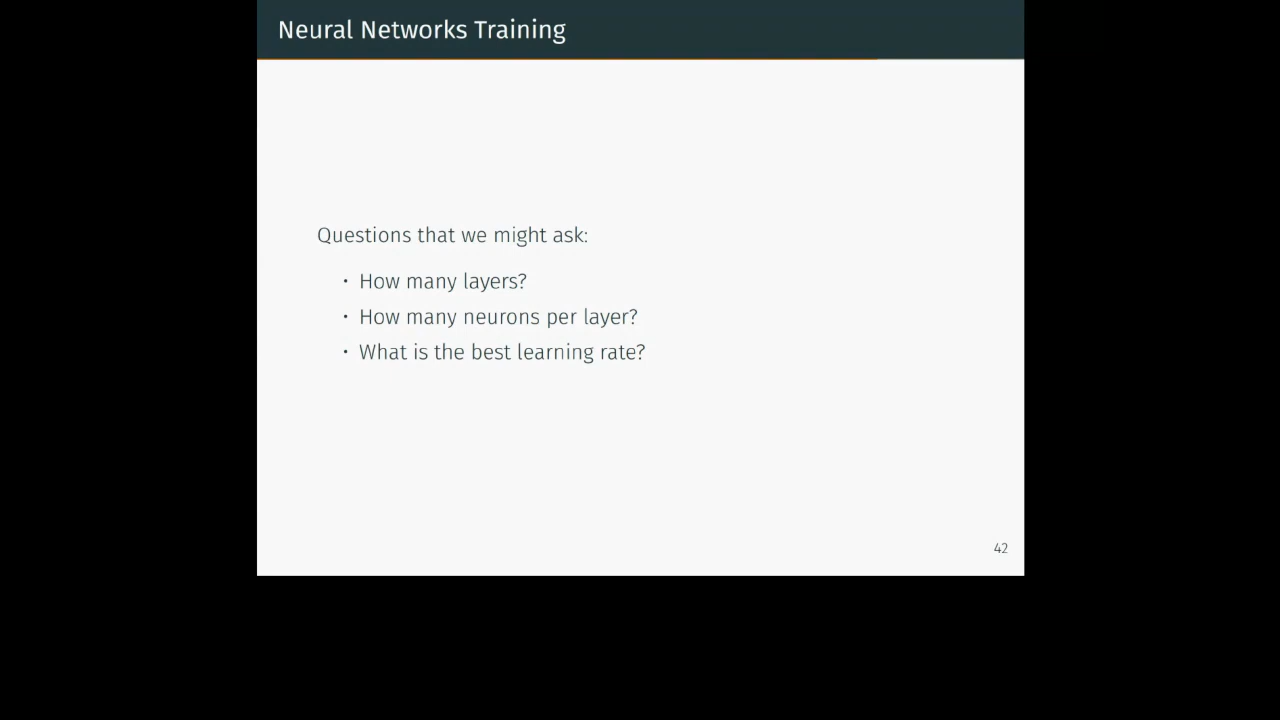 Neural Networks Training
Questions that we might ask:
• How many layers?
• How many neurons per layer?
• What is the best learning rate?
42